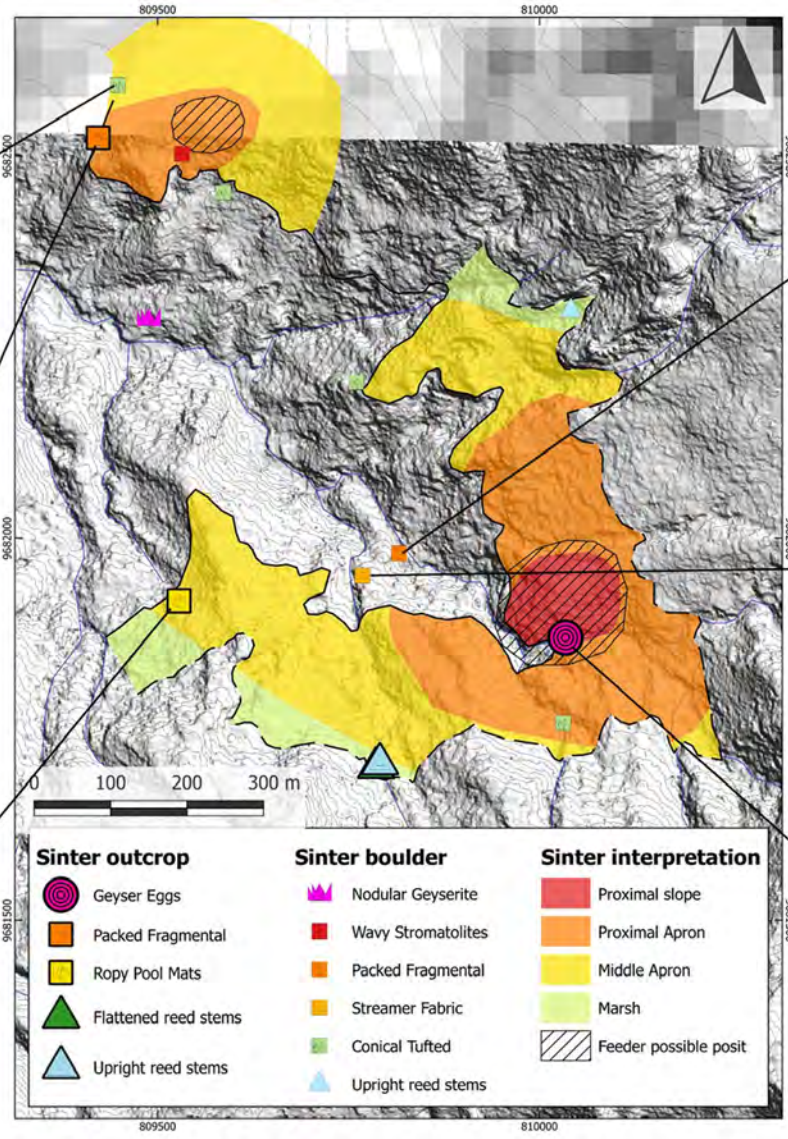 809500
810000
9682000
9681500
0 100 200 300 m
Sinter outcrop
Geyser Eggs
Packed Fragmental
Ropy Pool Mats
Flattened reed stems
Upright reed stems
Sinter boulder
Nodular Geyserite
Wavy Stromatolites
Packed Fragmental
Streamer Fabric
Conical Tufted
Upright reed stems
Sinter interpretation
Proximal slope
Proximal Apron
Middle Apron
Marsh
Feeder possible posit
809500
810000